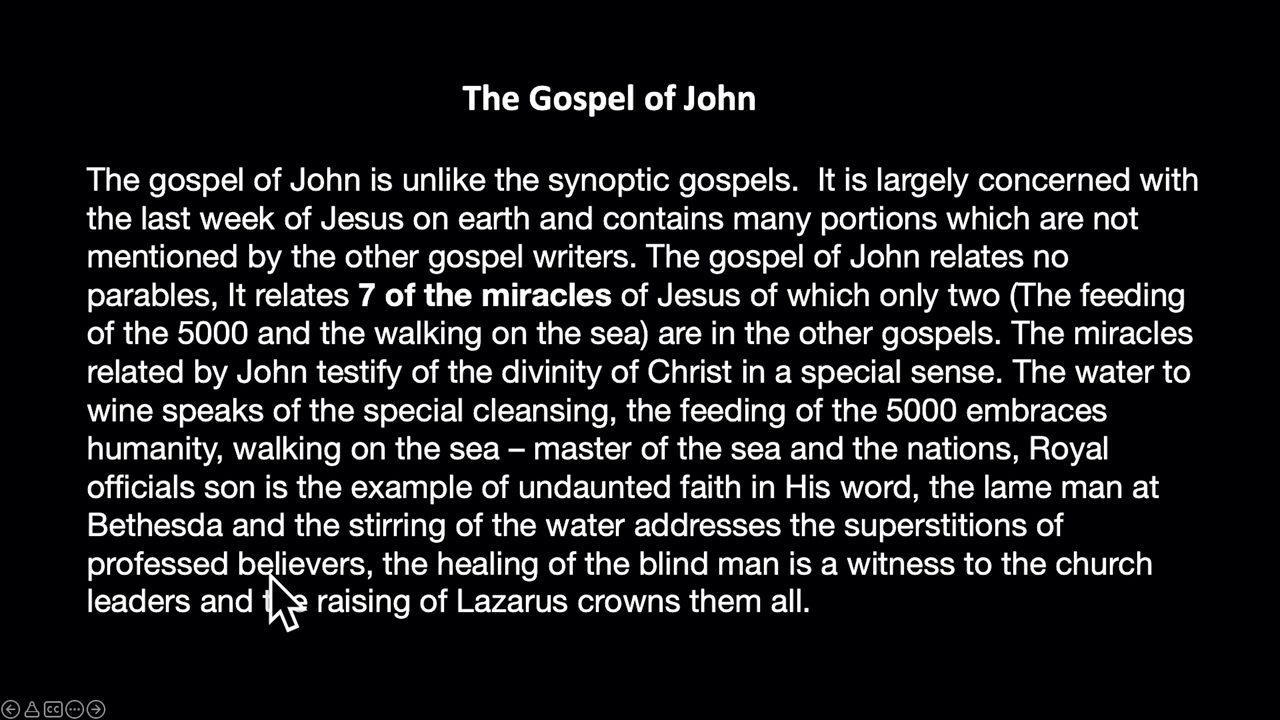 The Gospel of John
The gospel of John is unlike the synoptic gospels.  It is largely concerned with
the last week of Jesus on earth and contains many portions which are not
mentioned by the other gospel writers. The gospel of John relates no
parables, It relates 7 of the miracles of Jesus of which only two (The feeding
of the 5000 and the walking on the sea) are in the other gospels. The miracles
related by John testify of the divinity of Christ in a special sense. The water to
wine speaks of the special cleansing, the feeding of the 5000 embraces
humanity, walking on the sea – master of the sea and the nations, Royal
officials son is the example of undaunted faith in His word, the lame man at
Bethesda and the stirring of the water addresses the superstitions of
professed believers, the healing of the blind man is a witness to the church
leaders and the raising of Lazarus crowns them all.
CC